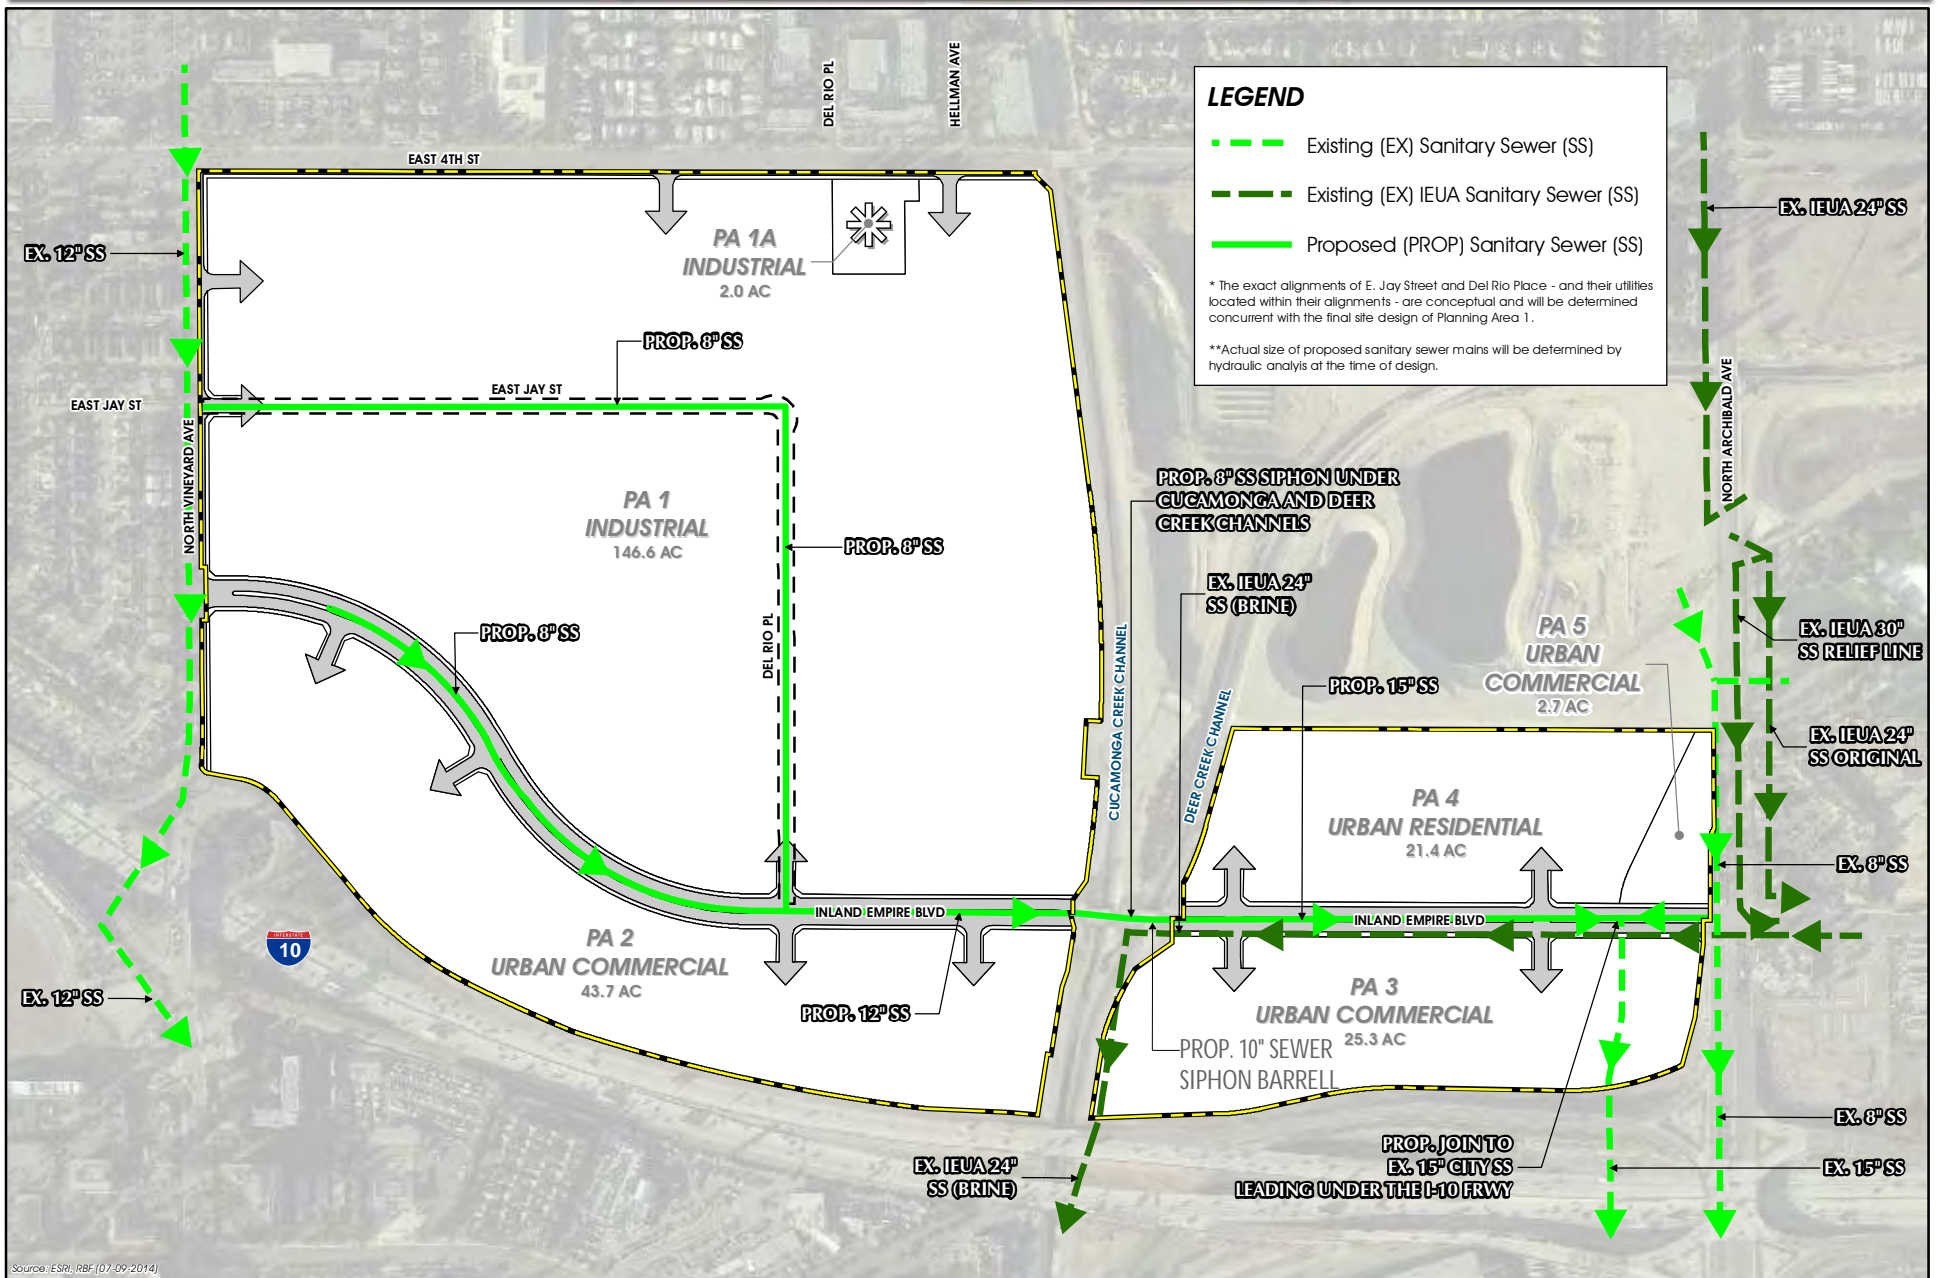 DEL RIO PL
HELLMAN AVE
EAST 4TH ST
LEGEND
Existing (EX) Sanitary Sewer (SS)
Existing (EX) IEUA Sanitary Sewer (SS)
Proposed (PROP) Sanitary Sewer (SS)
* The exact alignments of E. Jay Street and Del Rio Place - and their utilities
located within their alignments - are conceptual and will be determined
concurrent with the final site design of Planning Area 1.
**Actual size of proposed sanitary sewer mains will be determined by
hydraulic analyis at the time of design.
EX. IEUA 24" SS
EX. 12" SS
PA 1A
INDUSTRIAL
2.0 AC
PROP. 8" SS
EAST JAY ST
EAST JAY ST
NORTH VINEYARD AVE
NORTH ARCHIBALD AVE
PA 1
INDUSTRIAL
146.6 AC
PROP. 8" SS
PROP. 8" SS SIPHON UNDER
CUCAMONGA AND DEER
CREEK CHANNELS
EX. IEUA 24"
SS (BRINE)
PROP. 8" SS
DEL RIO PL
CUCAMONGA CREEK CHANNEL
DEER CREEK CHANNEL
PROP. 15" SS
PA 5
URBAN
COMMERCIAL
2.7 AC
EX. IEUA 30"
SS RELIEF LINE
EX. IEUA 24"
SS ORIGINAL
PA 4
URBAN RESIDENTIAL
21.4 AC
EX. 8" SS
INLAND EMPIRE BLVD
INLAND EMPIRE BLVD
INTERSTATE
10
PA 2
URBAN COMMERCIAL
43.7 AC
EX. 12" SS
PROP. 12" SS
PA 3
URBAN COMMERCIAL
25.3 AC
PROP. 10" SEWER
SIPHON BARRELL
EX. 8" SS
PROP. JOIN TO
EX. 15" CITY SS
LEADING UNDER THE I-10 FRWY
EX. 15" SS
EX. IEUA 24"
SS (BRINE)
Source: ESRI, RBF (07-09-2014)